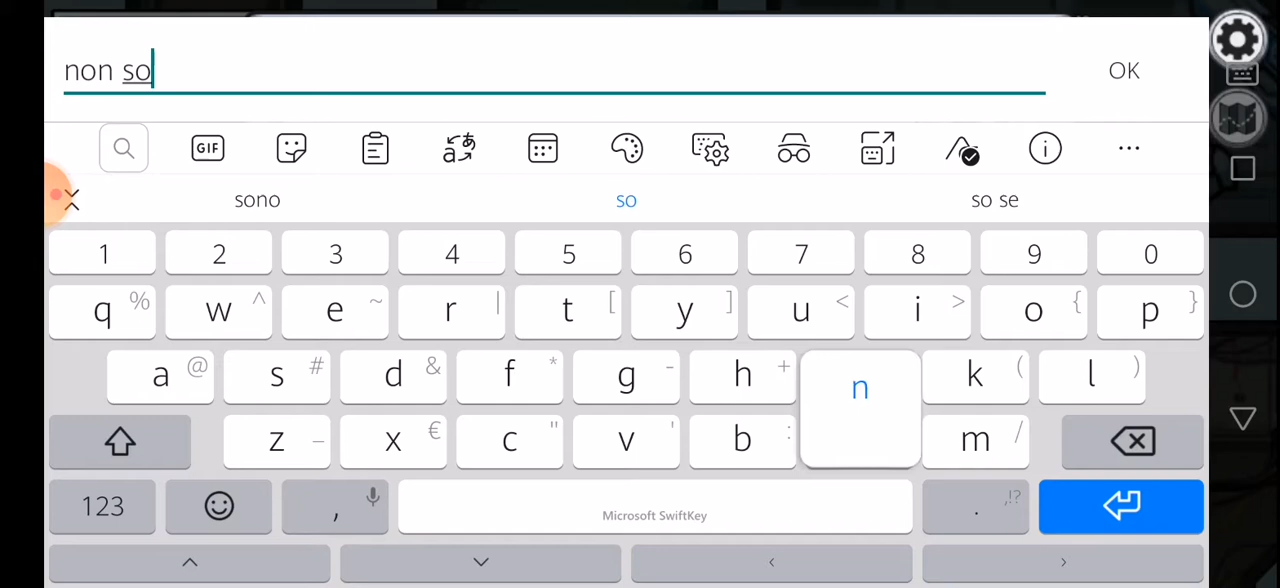 non so
OK
GIF
sono so so se
1 2 3 4 5 6 7 8 9 0
q % w ^ e ~ r | t [ y ] u < i > o { p }
a @ s # d & f * g - h + n k ( l )
z _ x € c " v ' b : m /
123 , Microsoft SwiftKey . ,!?